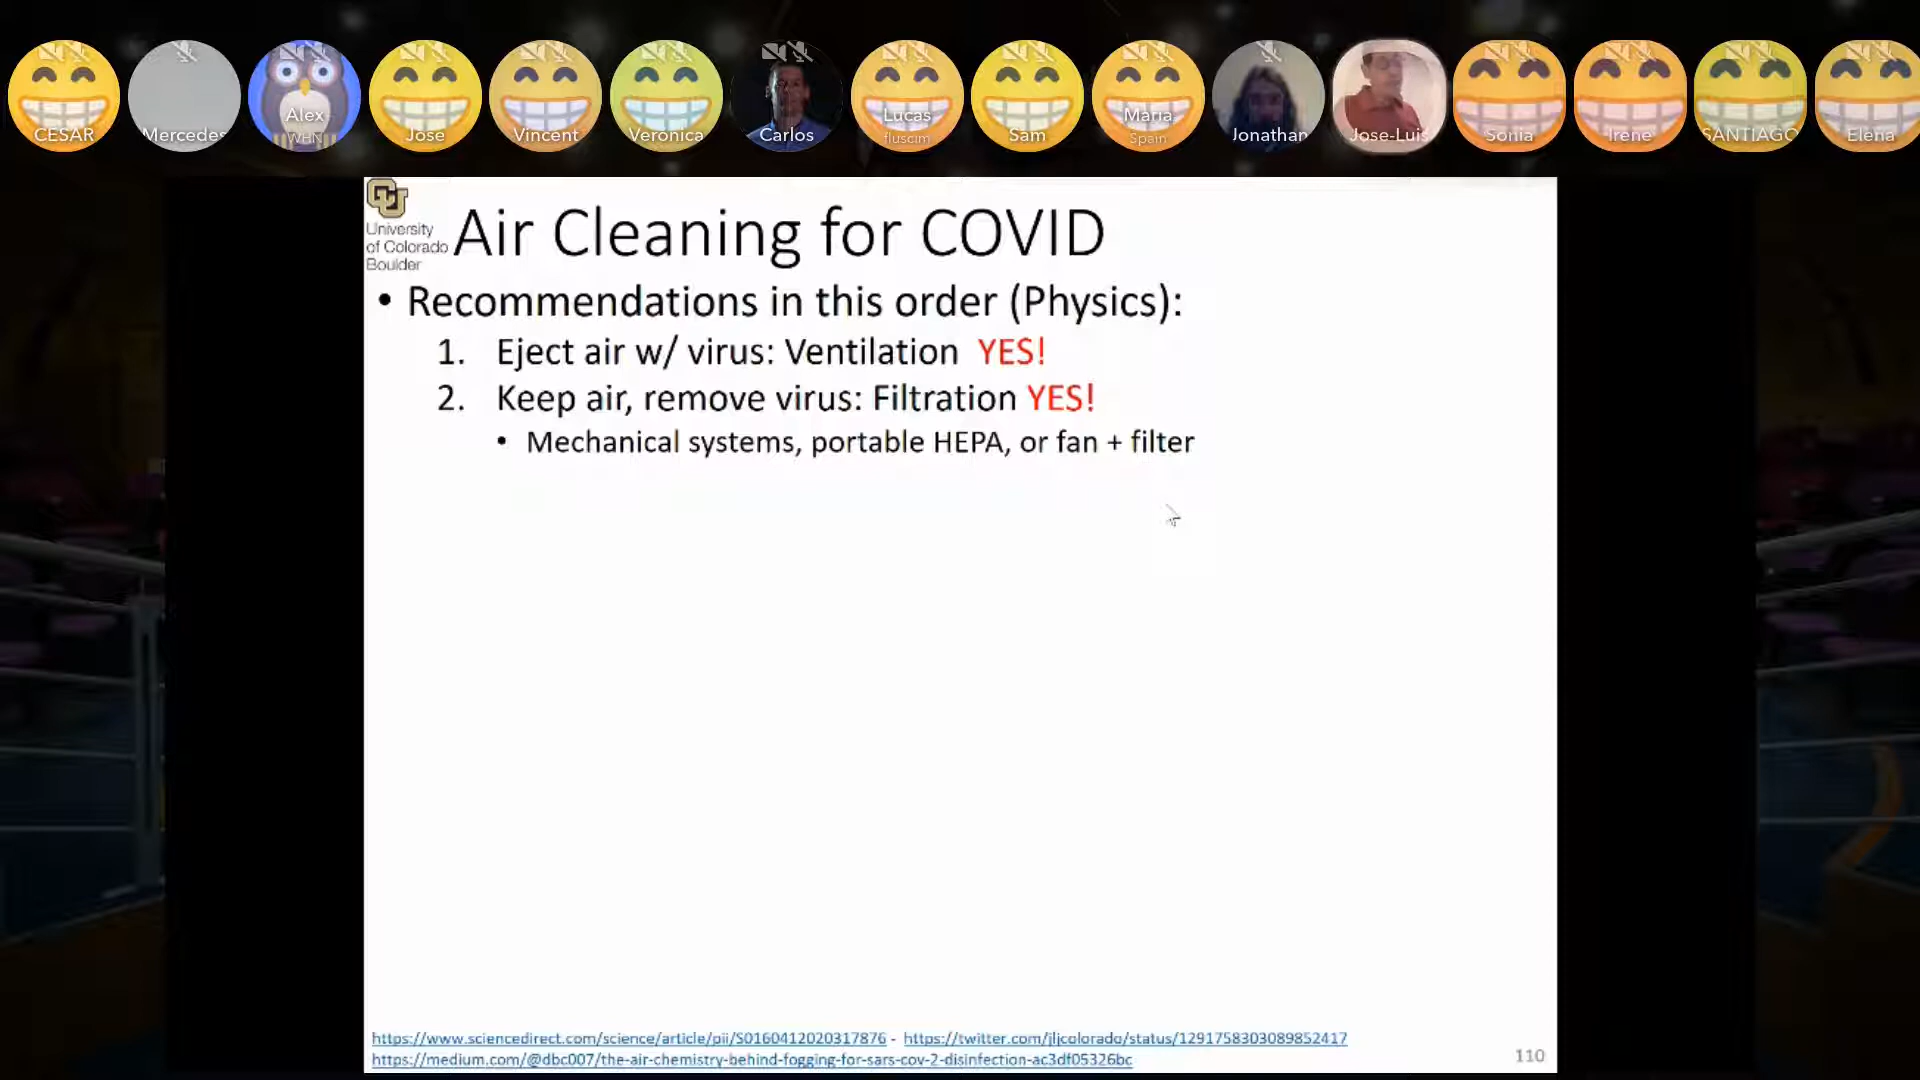 CESAR
Mercedes
Alex
WHN
Jose
Vincent
Veronica
Carlos
Lucas
fluscim
Sam
Maria
Spain
Jonathan
Jose-Luis
Sonia
Irene
SANTIAGO
Elena
CU
University
of Colorado
Boulder
Air Cleaning for COVID
• Recommendations in this order (Physics):
1. Eject air w/ virus: Ventilation YES!
2. Keep air, remove virus: Filtration YES!
• Mechanical systems, portable HEPA, or fan + filter
https://www.sciencedirect.com/science/article/pii/S0160412020317876 - https://twitter.com/jljcolorado/status/1291758303089852417
https://medium.com/@dbc007/the-air-chemistry-behind-fogging-for-sars-cov-2-disinfection-ac3df05326bc
110